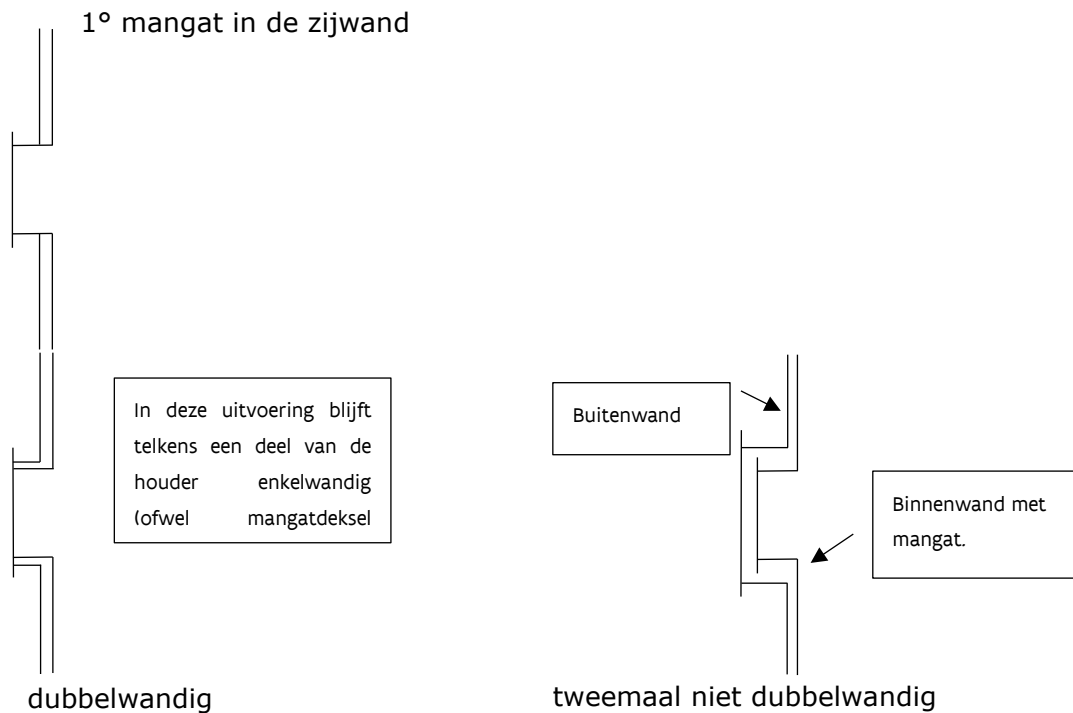 1° mangat in de zijwand
In deze uitvoering blijft
telkens een deel van de
houder enkelwandig
(ofwel mangatdeksel
Buitenwand
Binnenwand met
mangat.
dubbelwandig
tweemaal niet dubbelwandig